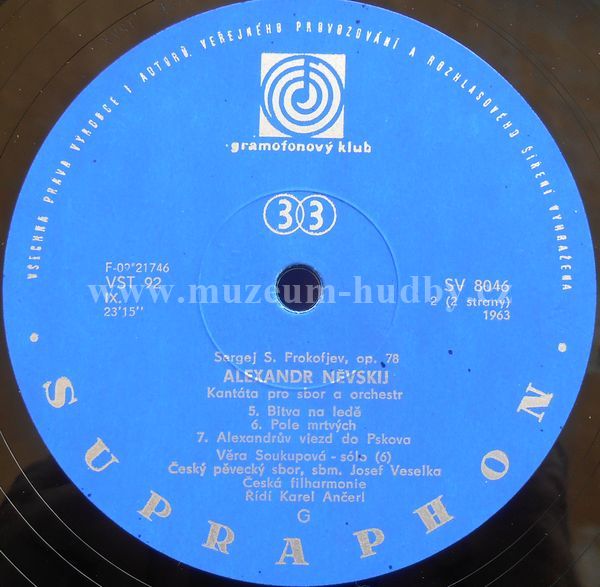 VŠECHNA PRÁVA VÝROBCE I AUTORŮ VEŘEJNÉHO PROVOZOVÁNÍ A ROZHLASOVÉHO ŠÍŘENÍ VYHRAŽENA
gramofonový klub
33
F-02*21746
VST 92
IX.
23'15''
SV 8046
2 (2 strany)
1963
www.muzeum-hudby
Sergej S. Prokofjev, op. 78
ALEXANDR NĚVSKIJ
Kantáta pro sbor a orchestr
5. Bitva na ledě
6. Pole mrtvých
7. Alexandrův vjezd do Pskova
Věra Soukupová - sólo (6)
Český pěvecký sbor, sbm. Josef Veselka
Česká filharmonie
Řídí Karel Ančerl
G
SUPRAPHON